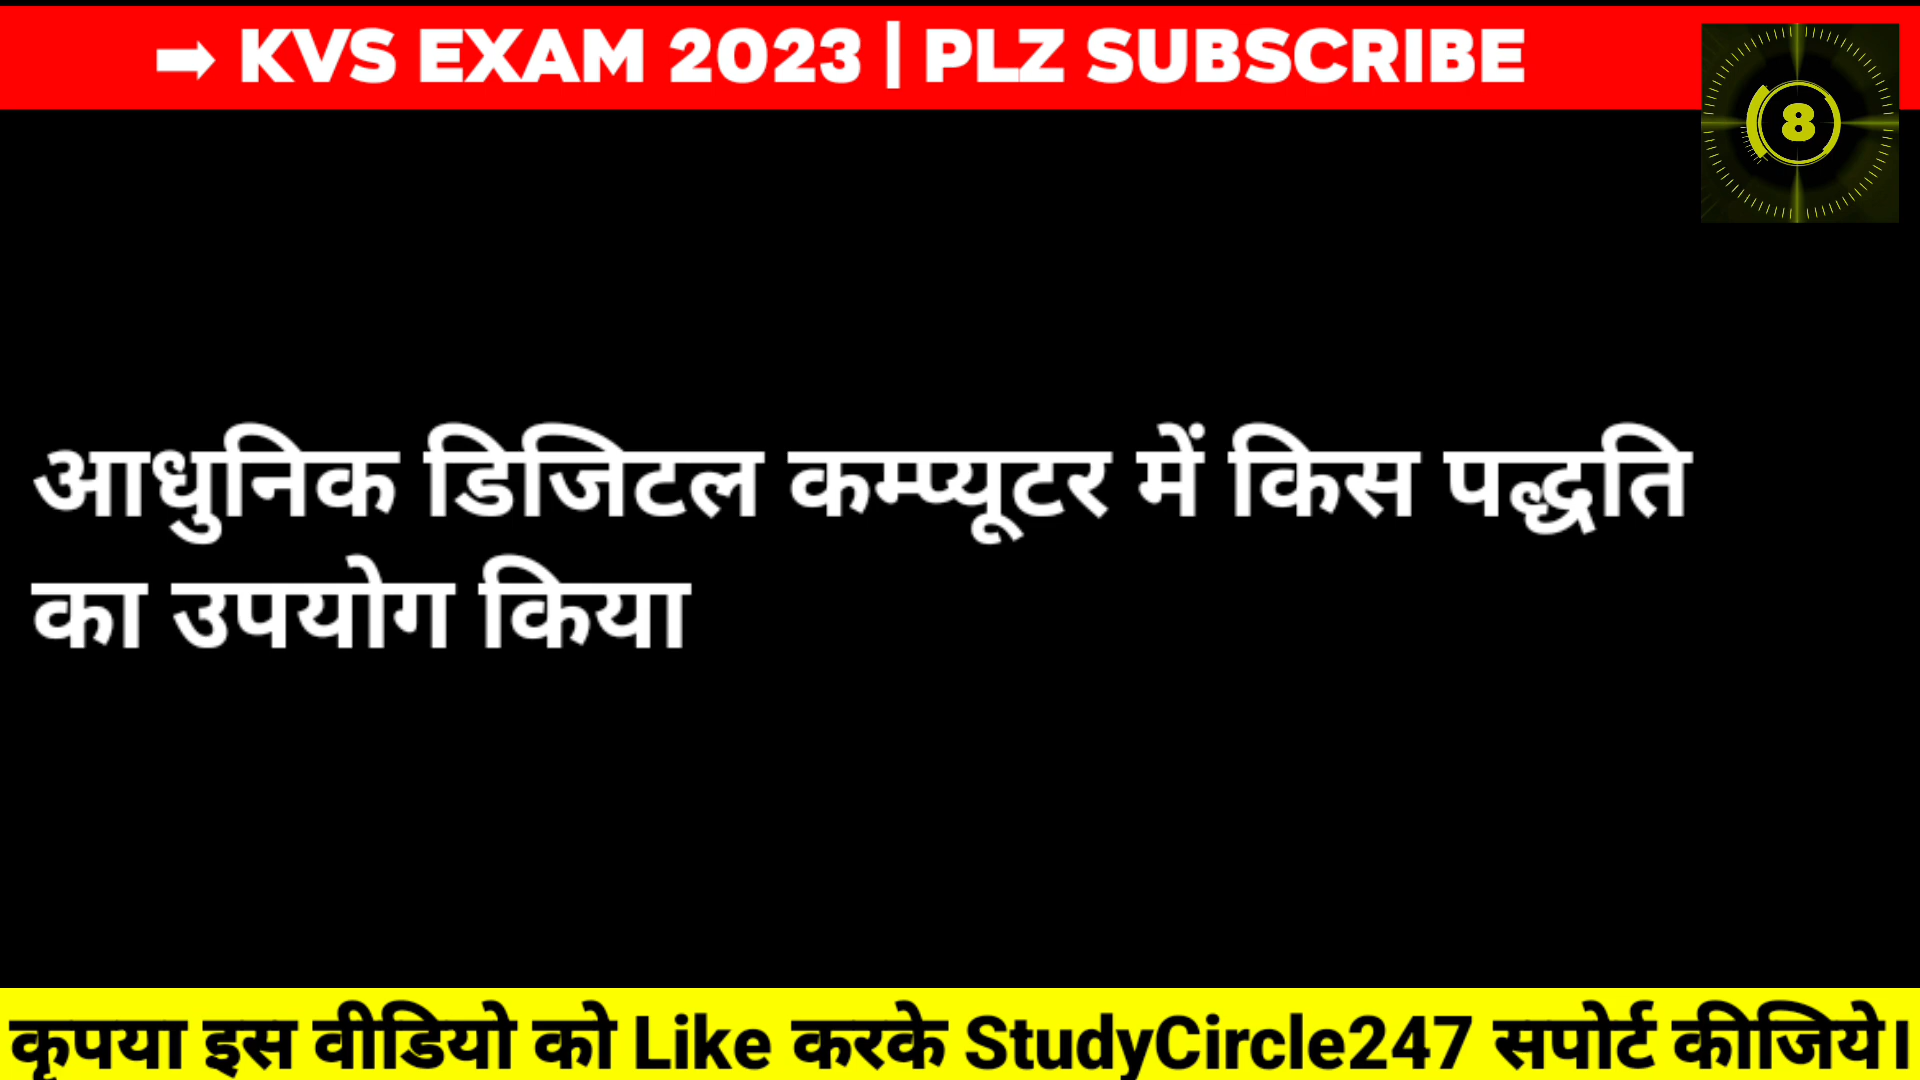 ➡ KVS EXAM 2023 | PLZ SUBSCRIBE
8
आधुनिक डिजिटल कम्प्यूटर में किस पद्धति
का उपयोग किया
कृपया इस वीडियो को Like करके StudyCircle247 सपोर्ट कीजिये।